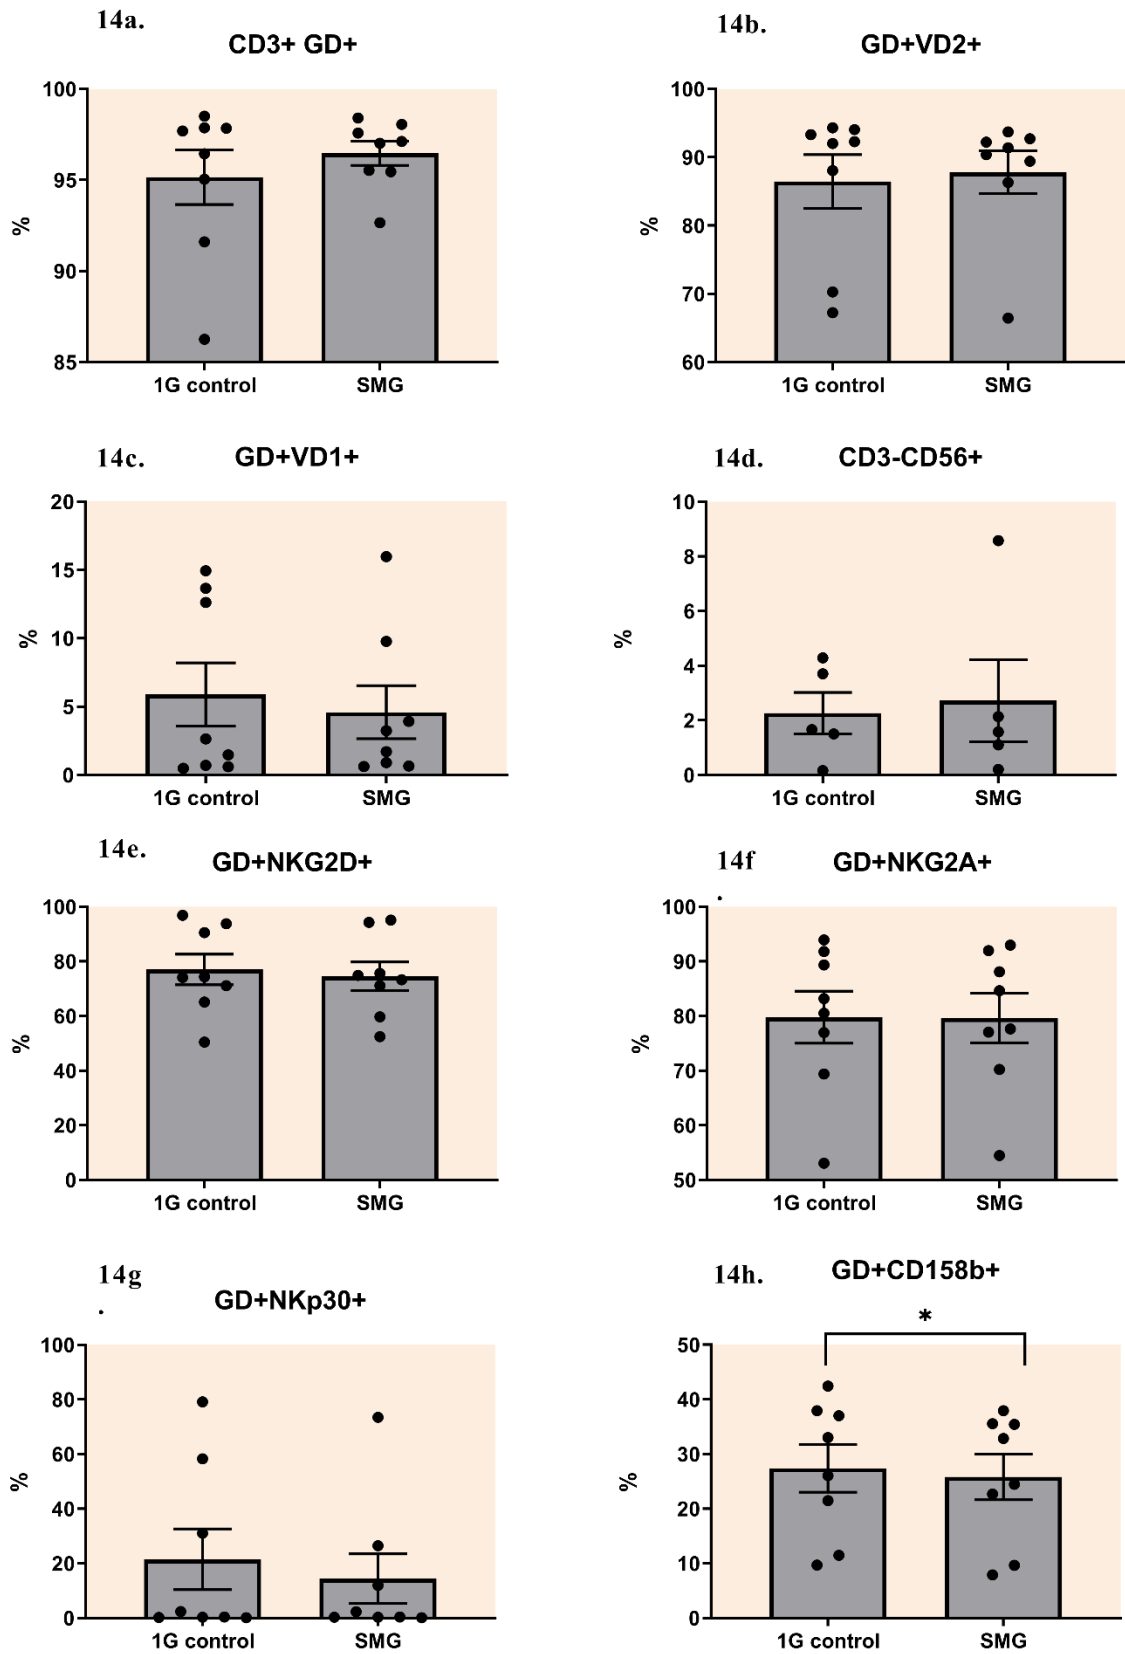 14a.
CD3+ GD+
100
95
90
85
%
1G control
SMG
14b.
GD+VD2+
100
90
80
70
60
%
1G control
SMG
14c.
GD+VD1+
20
15
10
5
0
%
1G control
SMG
14d.
CD3-CD56+
10
8
6
4
2
0
%
1G control
SMG
14e.
GD+NKG2D+
100
80
60
40
20
0
%
1G control
SMG
14f
.
GD+NKG2A+
100
90
80
70
60
50
%
1G control
SMG
14g
.
GD+NKp30+
100
80
60
40
20
0
%
1G control
SMG
14h.
GD+CD158b+
*
50
40
30
20
10
0
%
1G control
SMG